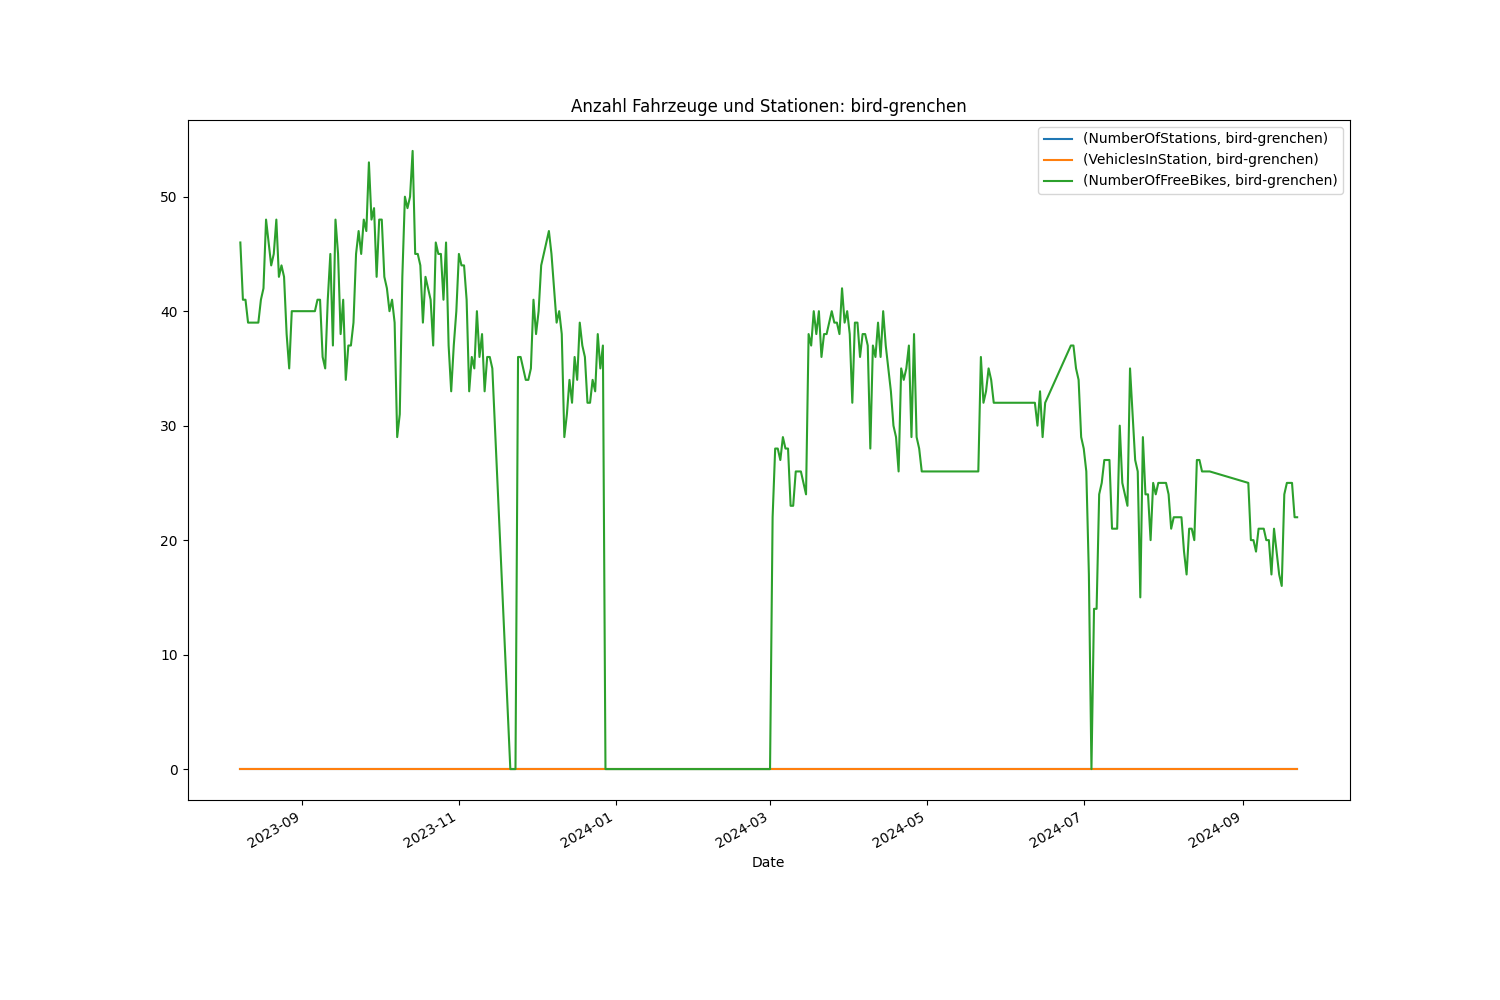 Anzahl Fahrzeuge und Stationen: bird-grenchen
(NumberOfStations, bird-grenchen)
(VehiclesInStation, bird-grenchen)
(NumberOfFreeBikes, bird-grenchen)
50
40
30
20
10
0
2023-09
2023-11
2024-01
2024-03
2024-05
2024-07
2024-09
Date